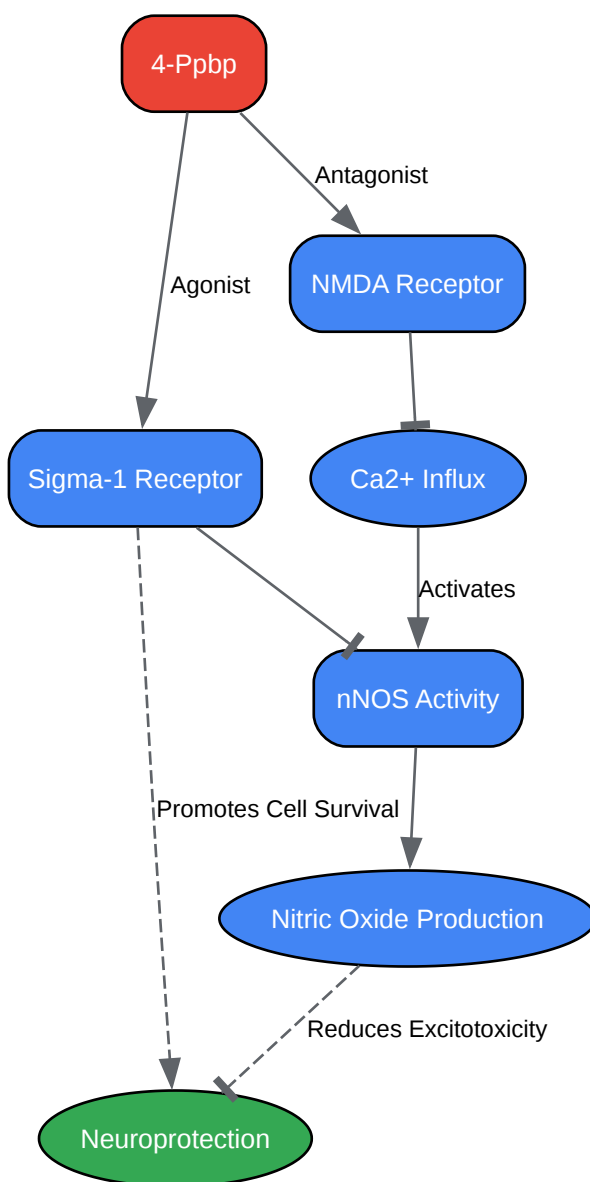 4-Ppbp
Antagonist
NMDA Receptor
Agonist
Sigma-1 Receptor
Ca2+ Influx
Activates
nNOS Activity
Promotes Cell Survival
Nitric Oxide Production
Reduces Excitotoxicity
Neuroprotection